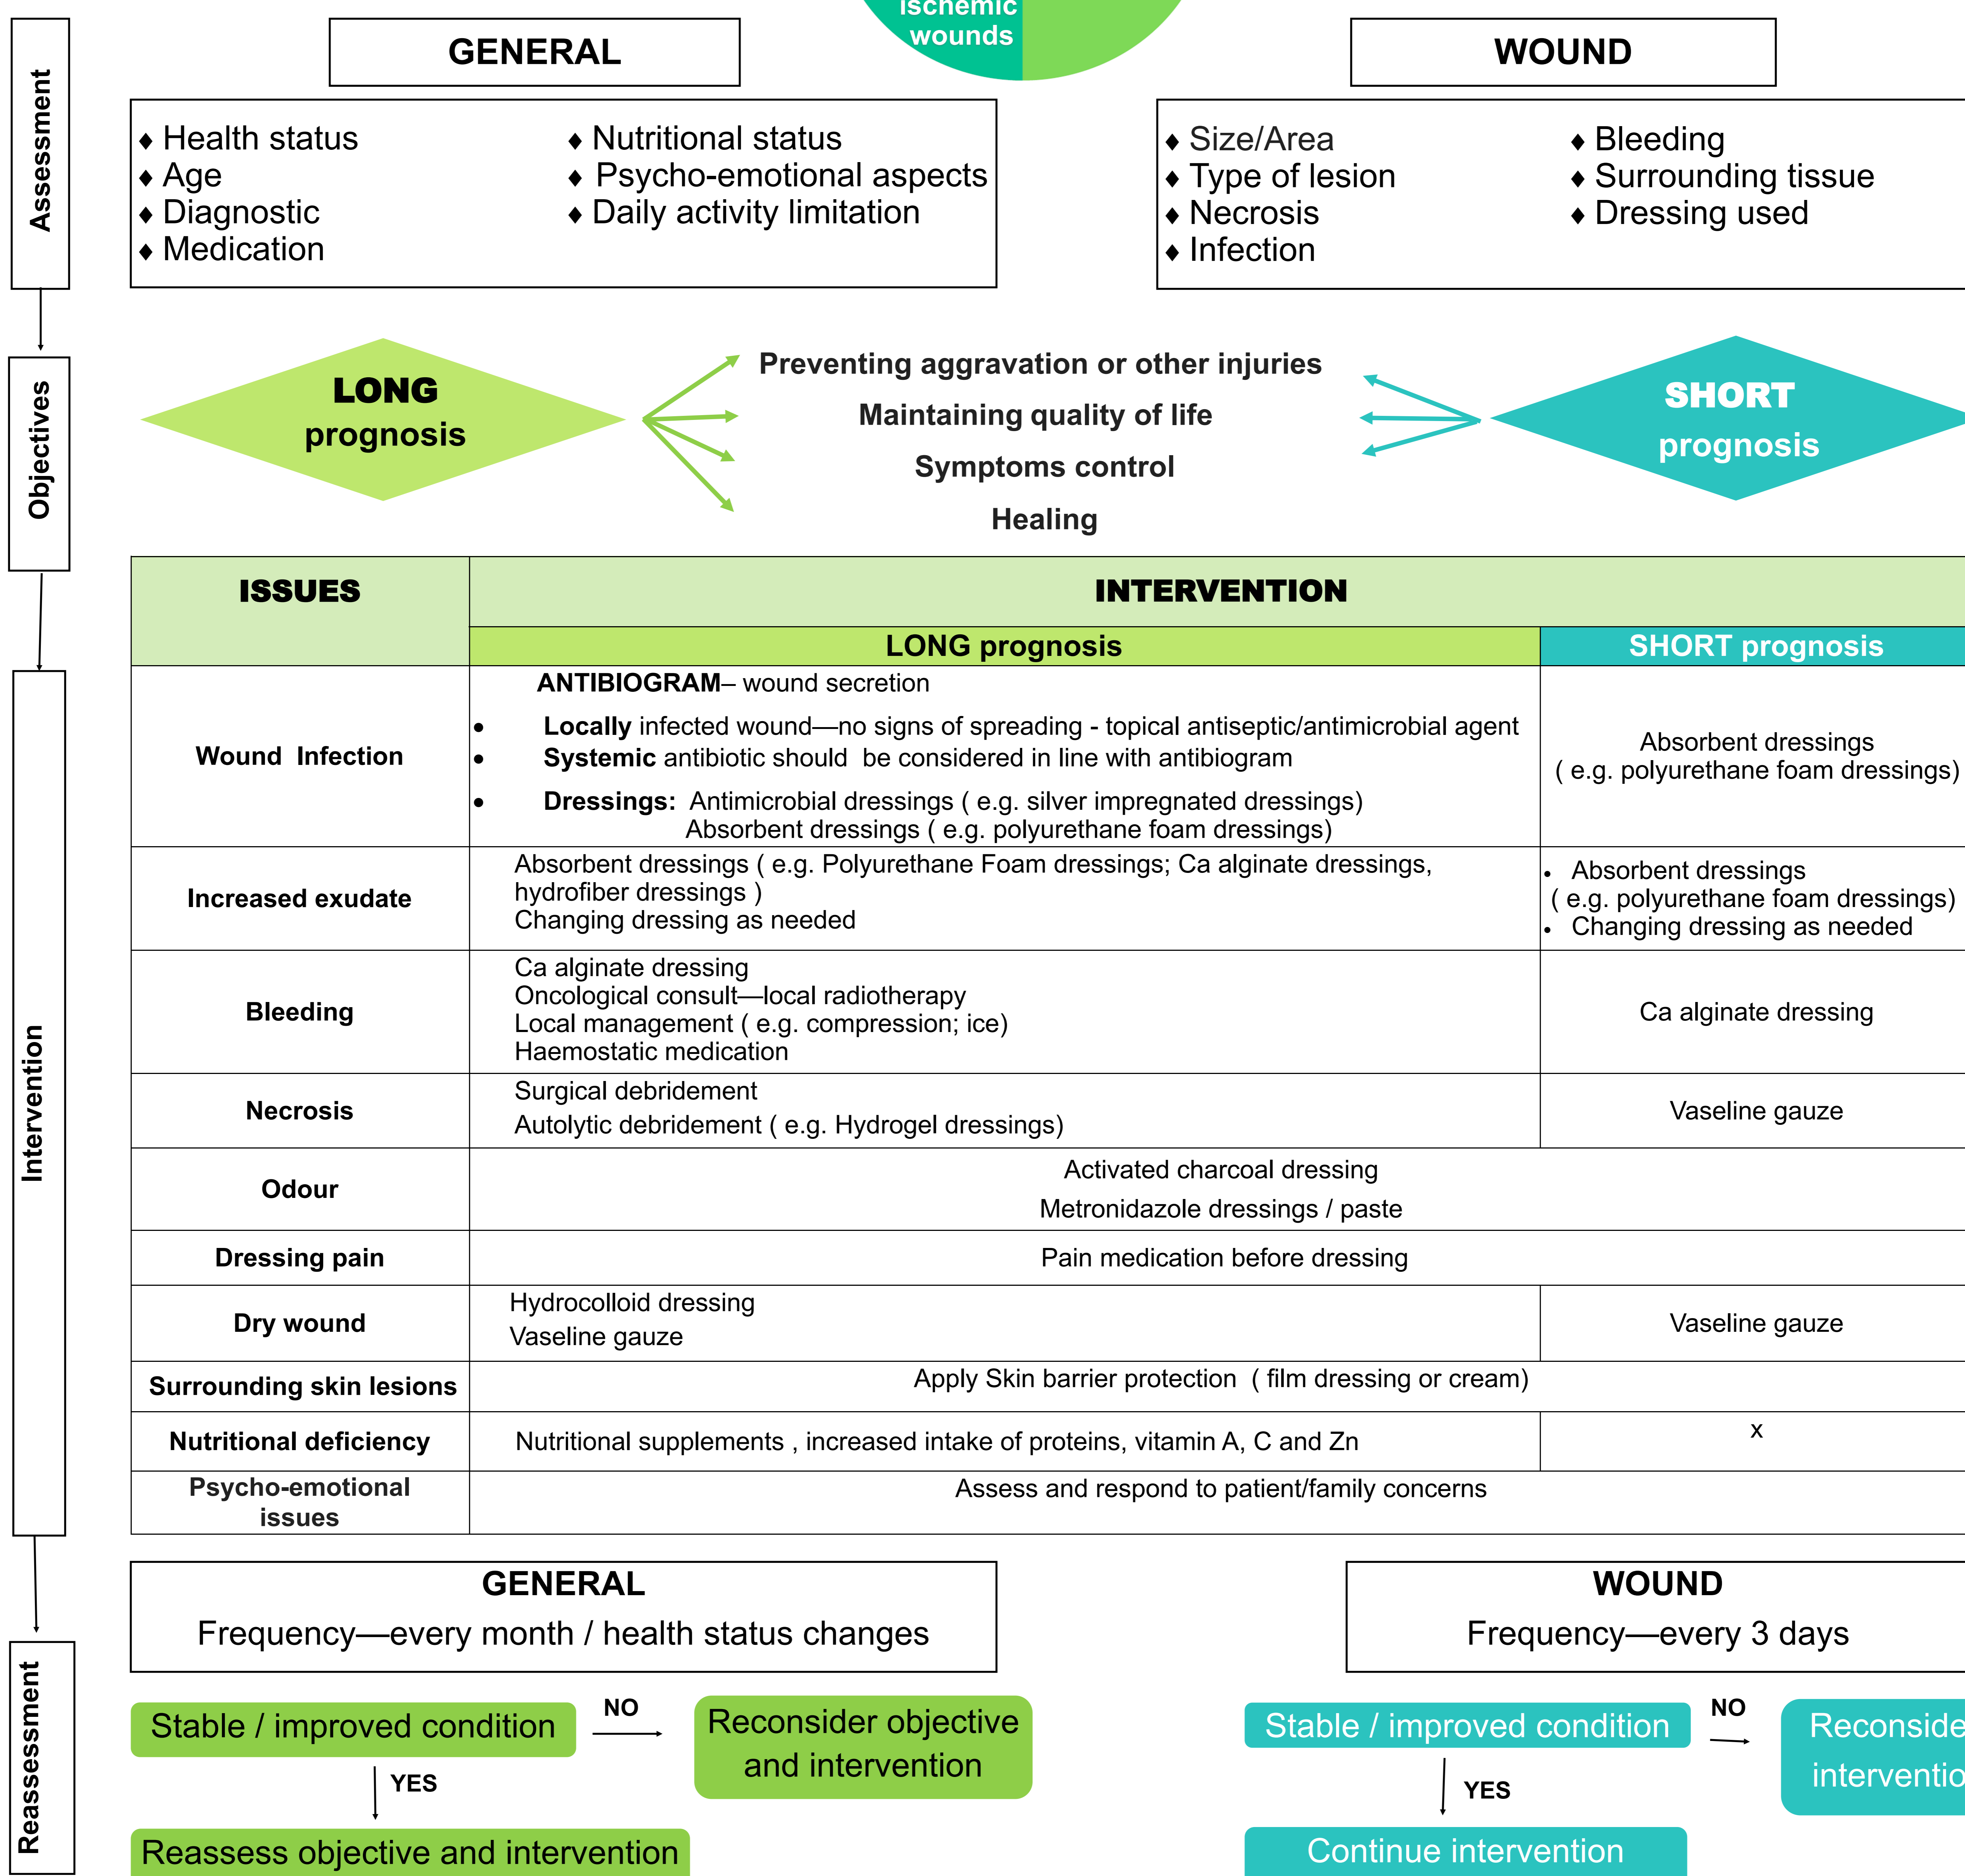 ischemic
wounds
Assessment
GENERAL
♦ Health status
♦ Age
♦ Diagnostic
♦ Medication
♦ Nutritional status
♦ Psycho-emotional aspects
♦ Daily activity limitation
WOUND
♦ Size/Area
♦ Type of lesion
♦ Necrosis
♦ Infection
♦ Bleeding
♦ Surrounding tissue
♦ Dressing used
Objectives
LONG
prognosis
Preventing aggravation or other injuries
Maintaining quality of life
Symptoms control
Healing
SHORT
prognosis
Intervention
ISSUES
INTERVENTION
LONG prognosis
SHORT prognosis
Wound Infection
ANTIBIOGRAM– wound secretion
• Locally infected wound—no signs of spreading - topical antiseptic/antimicrobial agent
• Systemic antibiotic should be considered in line with antibiogram
• Dressings: Antimicrobial dressings ( e.g. silver impregnated dressings)
Absorbent dressings ( e.g. polyurethane foam dressings)
Absorbent dressings
( e.g. polyurethane foam dressings)
Increased exudate
Absorbent dressings ( e.g. Polyurethane Foam dressings; Ca alginate dressings,
hydrofiber dressings )
Changing dressing as needed
• Absorbent dressings
( e.g. polyurethane foam dressings)
• Changing dressing as needed
Bleeding
Ca alginate dressing
Oncological consult—local radiotherapy
Local management ( e.g. compression; ice)
Haemostatic medication
Ca alginate dressing
Necrosis
Surgical debridement
Autolytic debridement ( e.g. Hydrogel dressings)
Vaseline gauze
Odour
Activated charcoal dressing
Metronidazole dressings / paste
Dressing pain
Pain medication before dressing
Dry wound
Hydrocolloid dressing
Vaseline gauze
Vaseline gauze
Surrounding skin lesions
Apply Skin barrier protection ( film dressing or cream)
Nutritional deficiency
Nutritional supplements , increased intake of proteins, vitamin A, C and Zn
x
Psycho-emotional
issues
Assess and respond to patient/family concerns
Reassessment
GENERAL
Frequency—every month / health status changes
Stable / improved condition
NO
Reconsider objective
and intervention
YES
Reassess objective and intervention
WOUND
Frequency—every 3 days
Stable / improved condition
NO
YES
Continue intervention